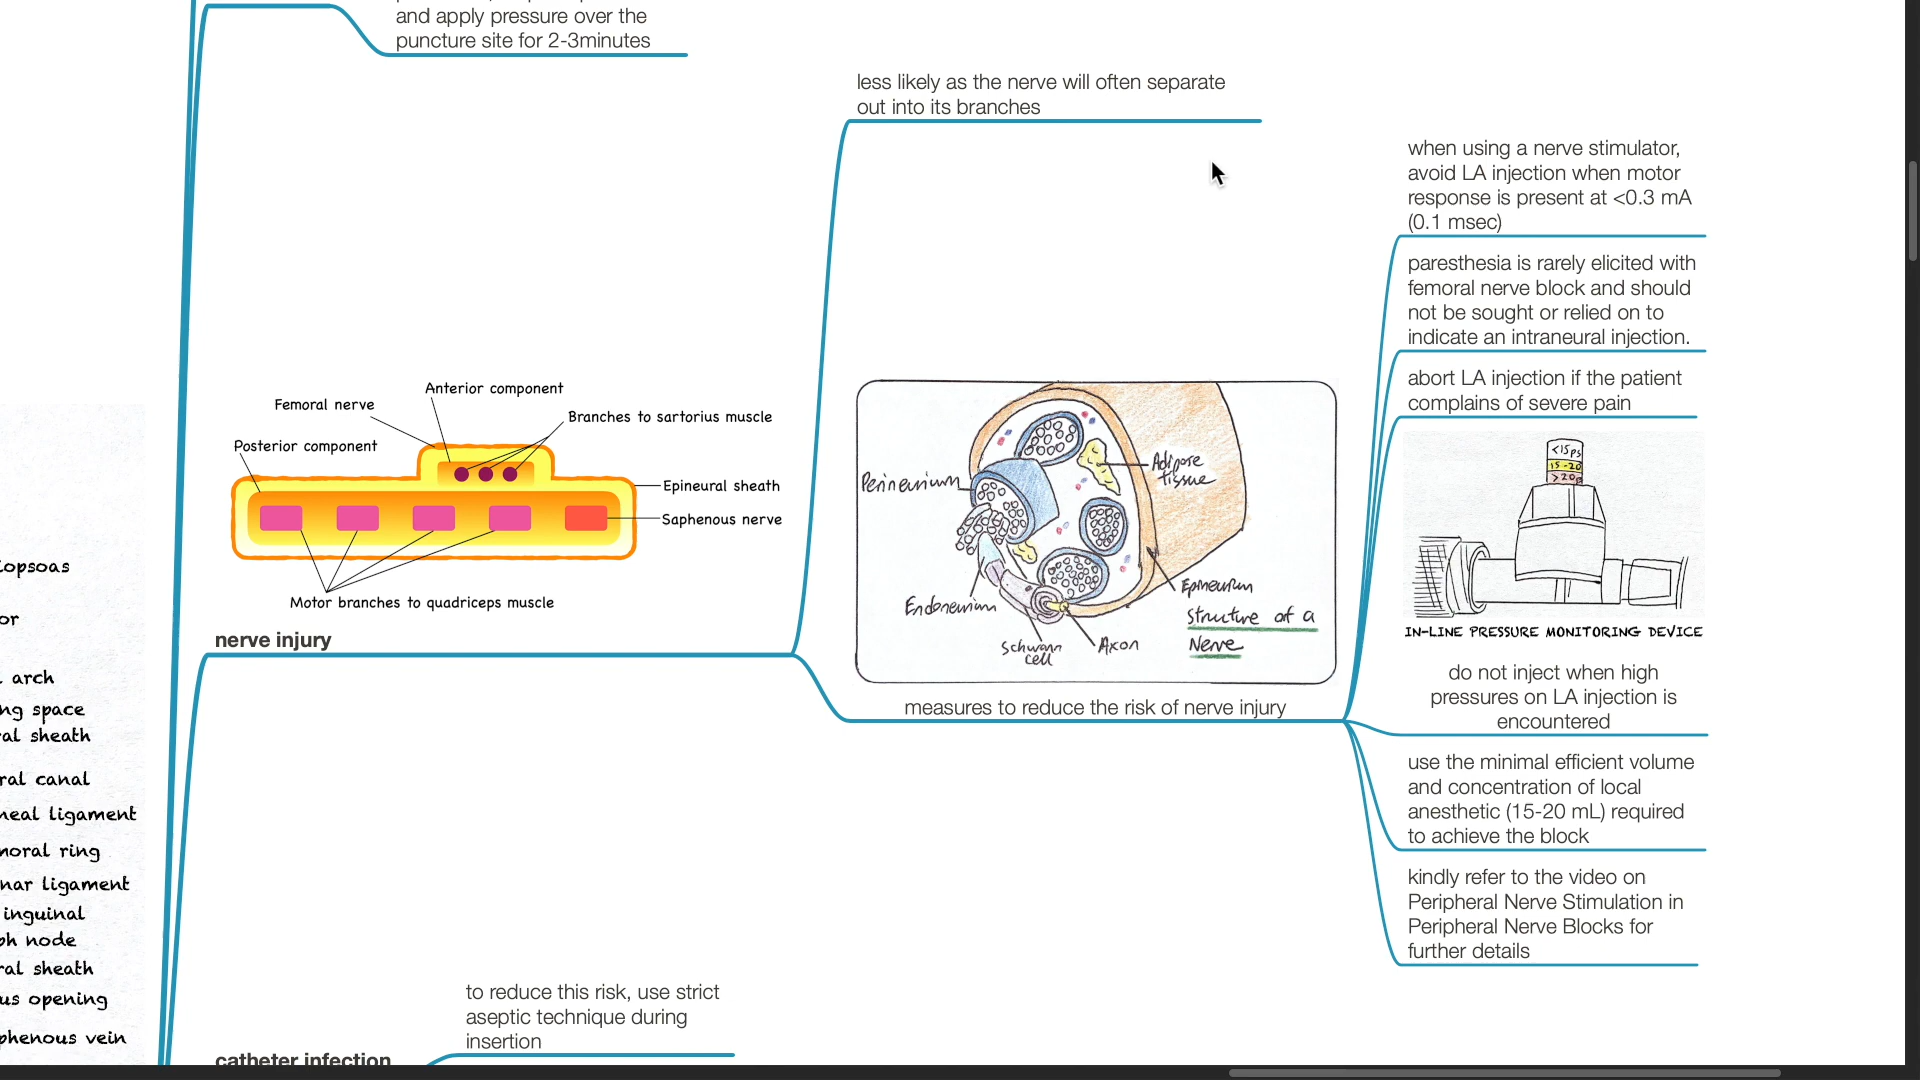 and apply pressure over the
puncture site for 2-3minutes
less likely as the nerve will often separate
out into its branches
when using a nerve stimulator,
avoid LA injection when motor
response is present at <0.3 mA
(0.1 msec)
paresthesia is rarely elicited with
femoral nerve block and should
not be sought or relied on to
indicate an intraneural injection.
abort LA injection if the patient
complains of severe pain
Anterior component
Femoral nerve
Branches to sartorius muscle
Posterior component
Epineural sheath
Saphenous nerve
Motor branches to quadriceps muscle
nerve injury
Perineurium
Adipose
tissue
Epineurium
Endoneurium
Schwann
cell
Axon
Structure of a
Nerve
measures to reduce the risk of nerve injury
<15ps
15-20
>20p
IN-LINE PRESSURE MONITORING DEVICE
do not inject when high
pressures on LA injection is
encountered
use the minimal efficient volume
and concentration of local
anesthetic (15-20 mL) required
to achieve the block
kindly refer to the video on
Peripheral Nerve Stimulation in
Peripheral Nerve Blocks for
further details
opsoas
or
arch
ng space
al sheath
ral canal
neal ligament
moral ring
nar ligament
inguinal
ph node
ral sheath
us opening
phenous vein
to reduce this risk, use strict
aseptic technique during
insertion
catheter infection